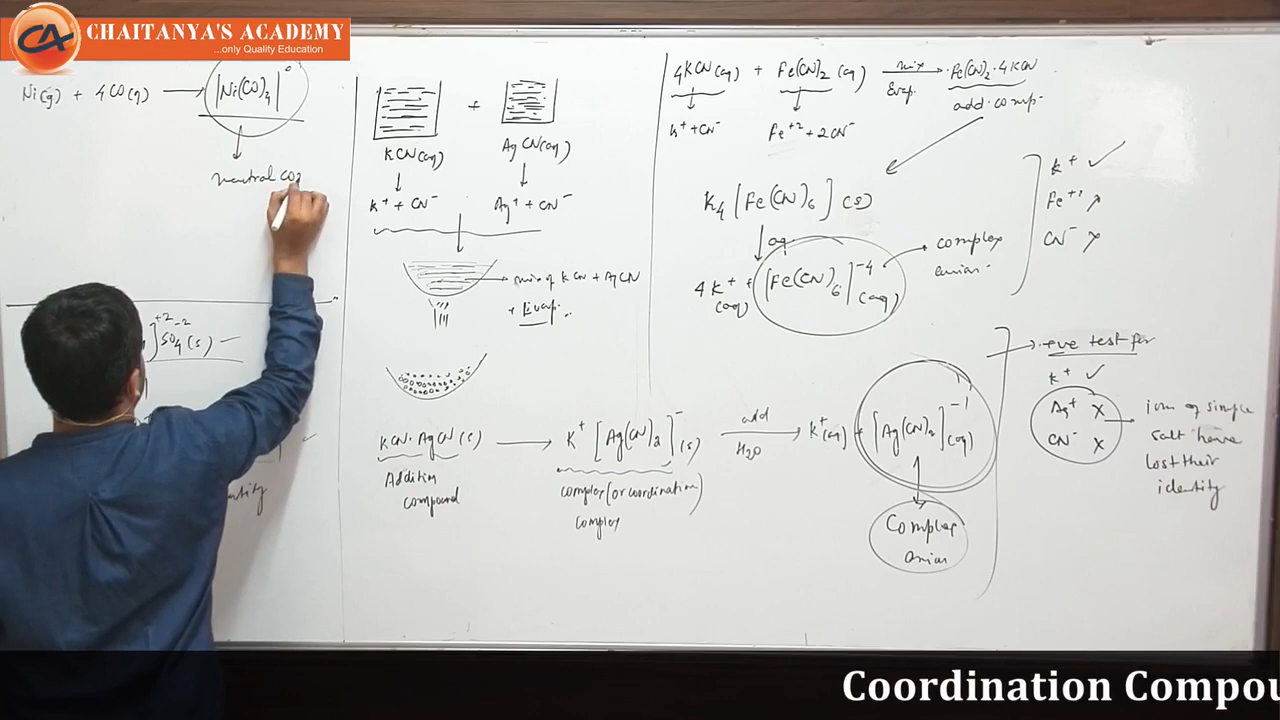 CHAITANYA'S ACADEMY
...only Quality Education
CA
Ni(g) + 4CO(g) ⟶ [Ni(CO)4]⁰
neutral co
]⁺² SO4⁻² (s)
KCN(aq) + AgCN(aq)
K⁺ + CN⁻ Ag⁺ + CN⁻
mix of KCN + AgCN
+ Evap.
KCN·AgCN(s) ⟶ K⁺ [Ag(CN)2]⁻(s) add H2O ⟶ K⁺(aq) + [Ag(CN)2]⁻¹(aq)
Addition
compound
complex (or coordination)
complex
Complex
anion
4KCN(aq) + Fe(CN)2 (aq) mix Evap. ⟶ Fe(CN)2·4KCN
add·comp.
K⁺ + CN⁻ Fe⁺² + 2CN⁻
K4[Fe(CN)6](s)
aq
4K⁺(aq) + [Fe(CN)6]⁻⁴(aq)
complex
anion
K⁺ ✓
Fe⁺² ✗
CN⁻ ✗
+eve test for
K⁺ ✓
Ag⁺ ✗
CN⁻ ✗
ions of simple
salt have
lost their
identity
Coordination Compou